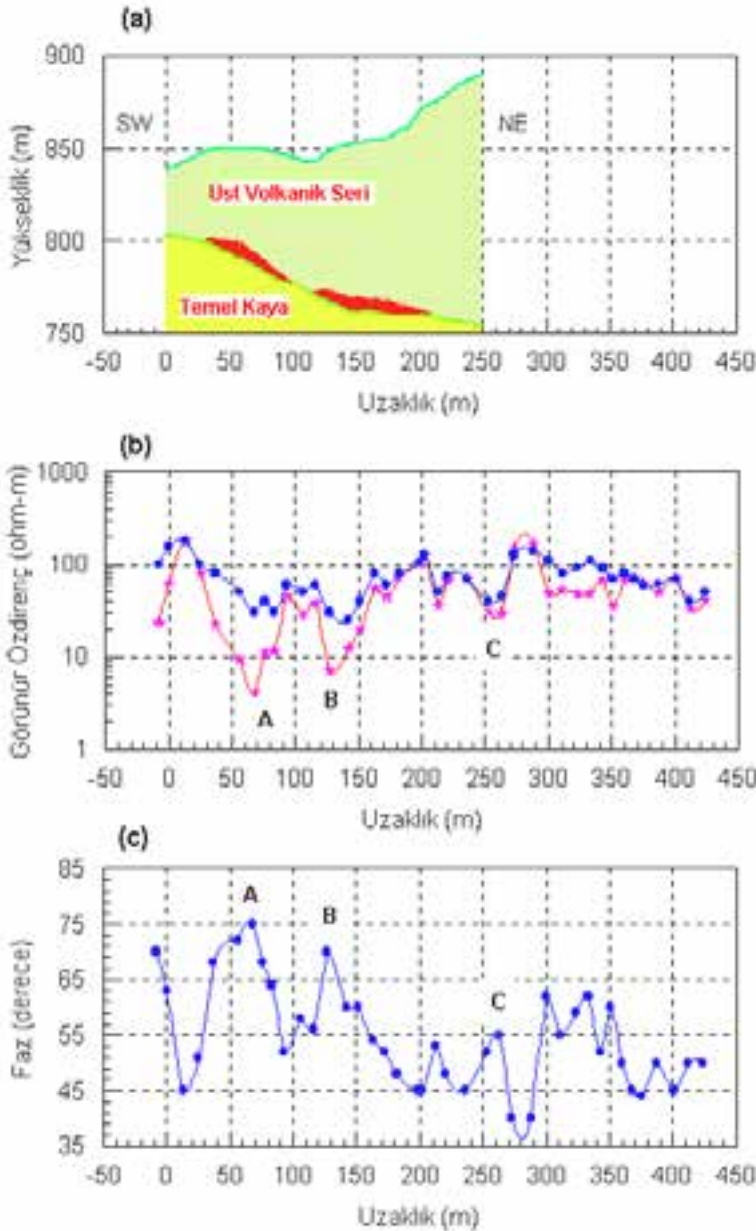 (a)
900
SW
NE
850
Üst Volkanik Seri
800
Temel Kaya
750
Yükseklik (m)
-50 0 50 100 150 200 250 300 350 400 450
Uzaklık (m)
(b)
1000
100
10
1
Görünür Özdirenç (ohm-m)
A
B
C
-50 0 50 100 150 200 250 300 350 400 450
Uzaklık (m)
(c)
85
75
65
55
45
35
Faz (derece)
A
B
C
-50 0 50 100 150 200 250 300 350 400 450
Uzaklık (m)